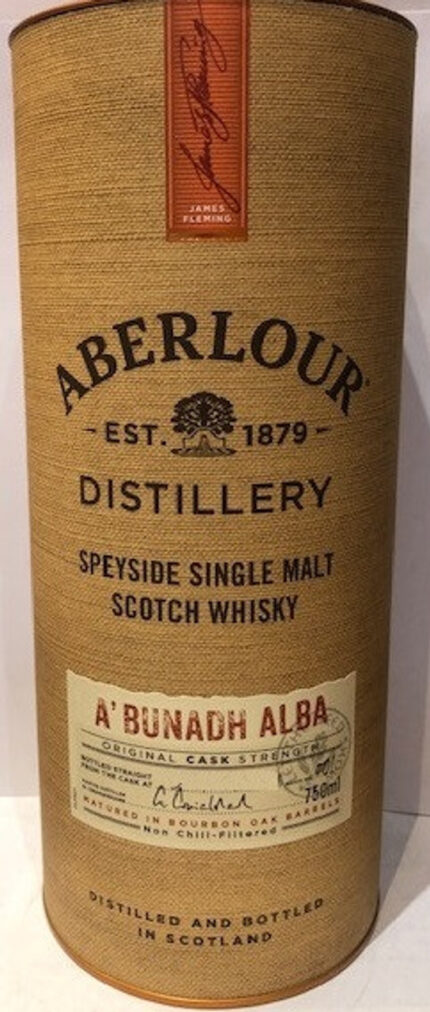 JAMES
FLEMING
ABERLOUR
EST. 1879
DISTILLERY
SPEYSIDE SINGLE MALT
SCOTCH WHISKY
A'BUNADH ALBA
ORIGINAL CASK STRENGTH
BOTTLED STRAIGHT
FROM THE CASK AT
750ml
MATURED IN BOURBON OAK BARRELS
Non Chill-Filtered
DISTILLED AND BOTTLED
IN SCOTLAND